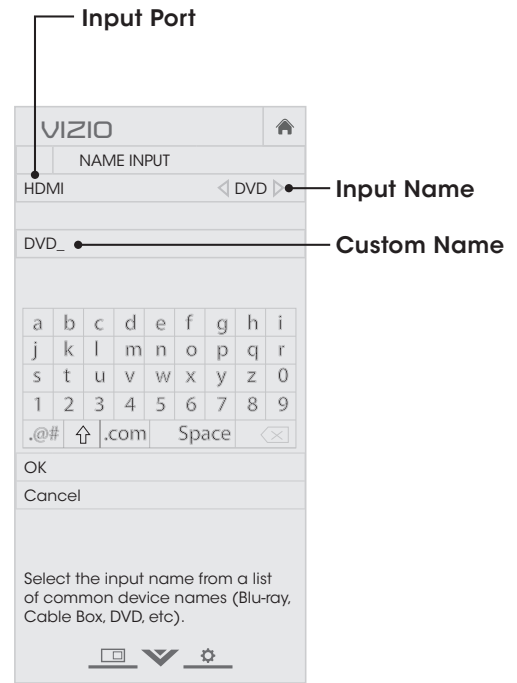 Input Port
VIZIO
NAME INPUT
HDMI DVD Input Name
DVD_ Custom Name
a b c d e f g h i
j k l m n o p q r
s t u v w x y z 0
1 2 3 4 5 6 7 8 9
.@# .com Space
OK
Cancel
Select the input name from a list
of common device names (Blu-ray,
Cable Box, DVD, etc).